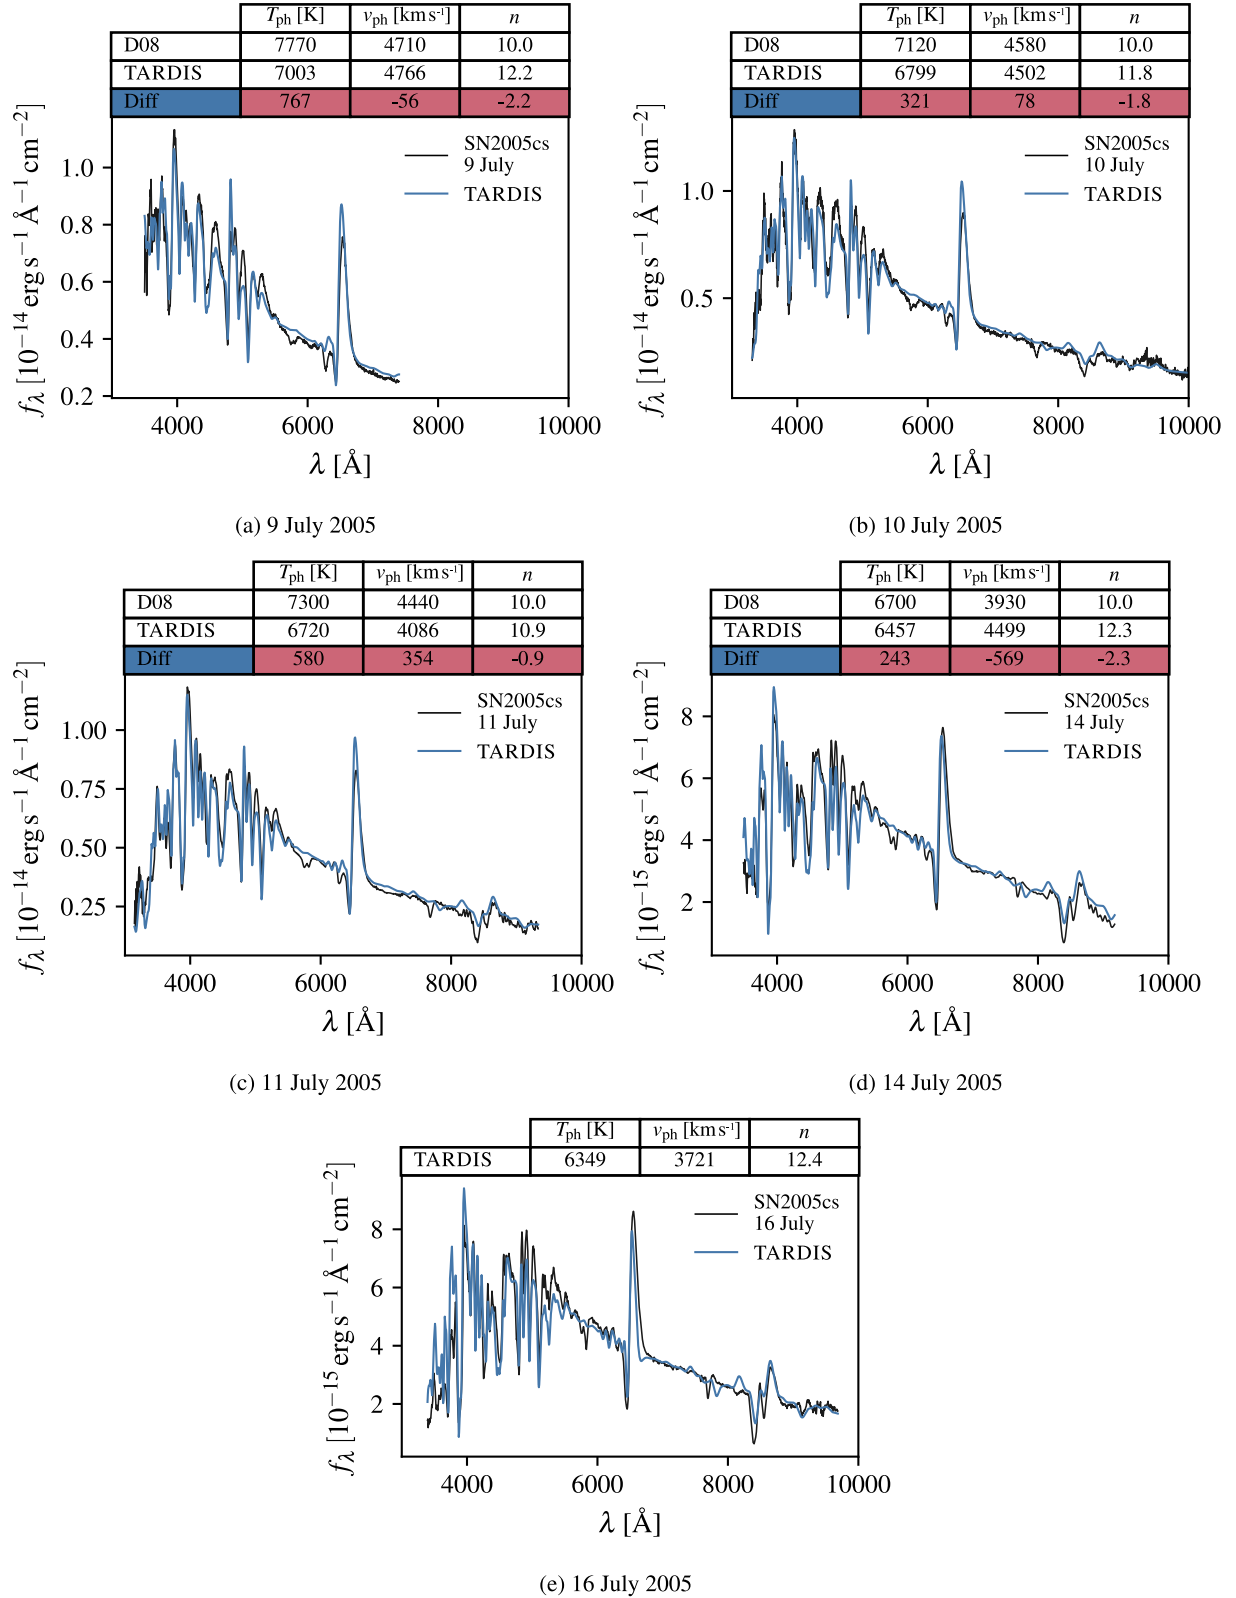 T_ph [K] v_ph [km s⁻¹] n
D08 7770 4710 10.0
TARDIS 7003 4766 12.2
Diff 767 -56 -2.2
SN2005cs
9 July
TARDIS
1.0
0.8
0.6
0.4
0.2
f_λ [10⁻¹⁴ erg s⁻¹ Å⁻¹ cm⁻²]
4000 6000 8000 10000
λ [Å]
(a) 9 July 2005
T_ph [K] v_ph [km s⁻¹] n
D08 7120 4580 10.0
TARDIS 6799 4502 11.8
Diff 321 78 -1.8
SN2005cs
10 July
TARDIS
1.0
0.5
f_λ [10⁻¹⁴ erg s⁻¹ Å⁻¹ cm⁻²]
4000 6000 8000 10000
λ [Å]
(b) 10 July 2005
T_ph [K] v_ph [km s⁻¹] n
D08 7300 4440 10.0
TARDIS 6720 4086 10.9
Diff 580 354 -0.9
SN2005cs
11 July
TARDIS
1.00
0.75
0.50
0.25
f_λ [10⁻¹⁴ erg s⁻¹ Å⁻¹ cm⁻²]
4000 6000 8000 10000
λ [Å]
(c) 11 July 2005
T_ph [K] v_ph [km s⁻¹] n
D08 6700 3930 10.0
TARDIS 6457 4499 12.3
Diff 243 -569 -2.3
SN2005cs
14 July
TARDIS
8
6
4
2
f_λ [10⁻¹⁵ erg s⁻¹ Å⁻¹ cm⁻²]
4000 6000 8000 10000
λ [Å]
(d) 14 July 2005
T_ph [K] v_ph [km s⁻¹] n
TARDIS 6349 3721 12.4
SN2005cs
16 July
TARDIS
8
6
4
2
f_λ [10⁻¹⁵ erg s⁻¹ Å⁻¹ cm⁻²]
4000 6000 8000 10000
λ [Å]
(e) 16 July 2005